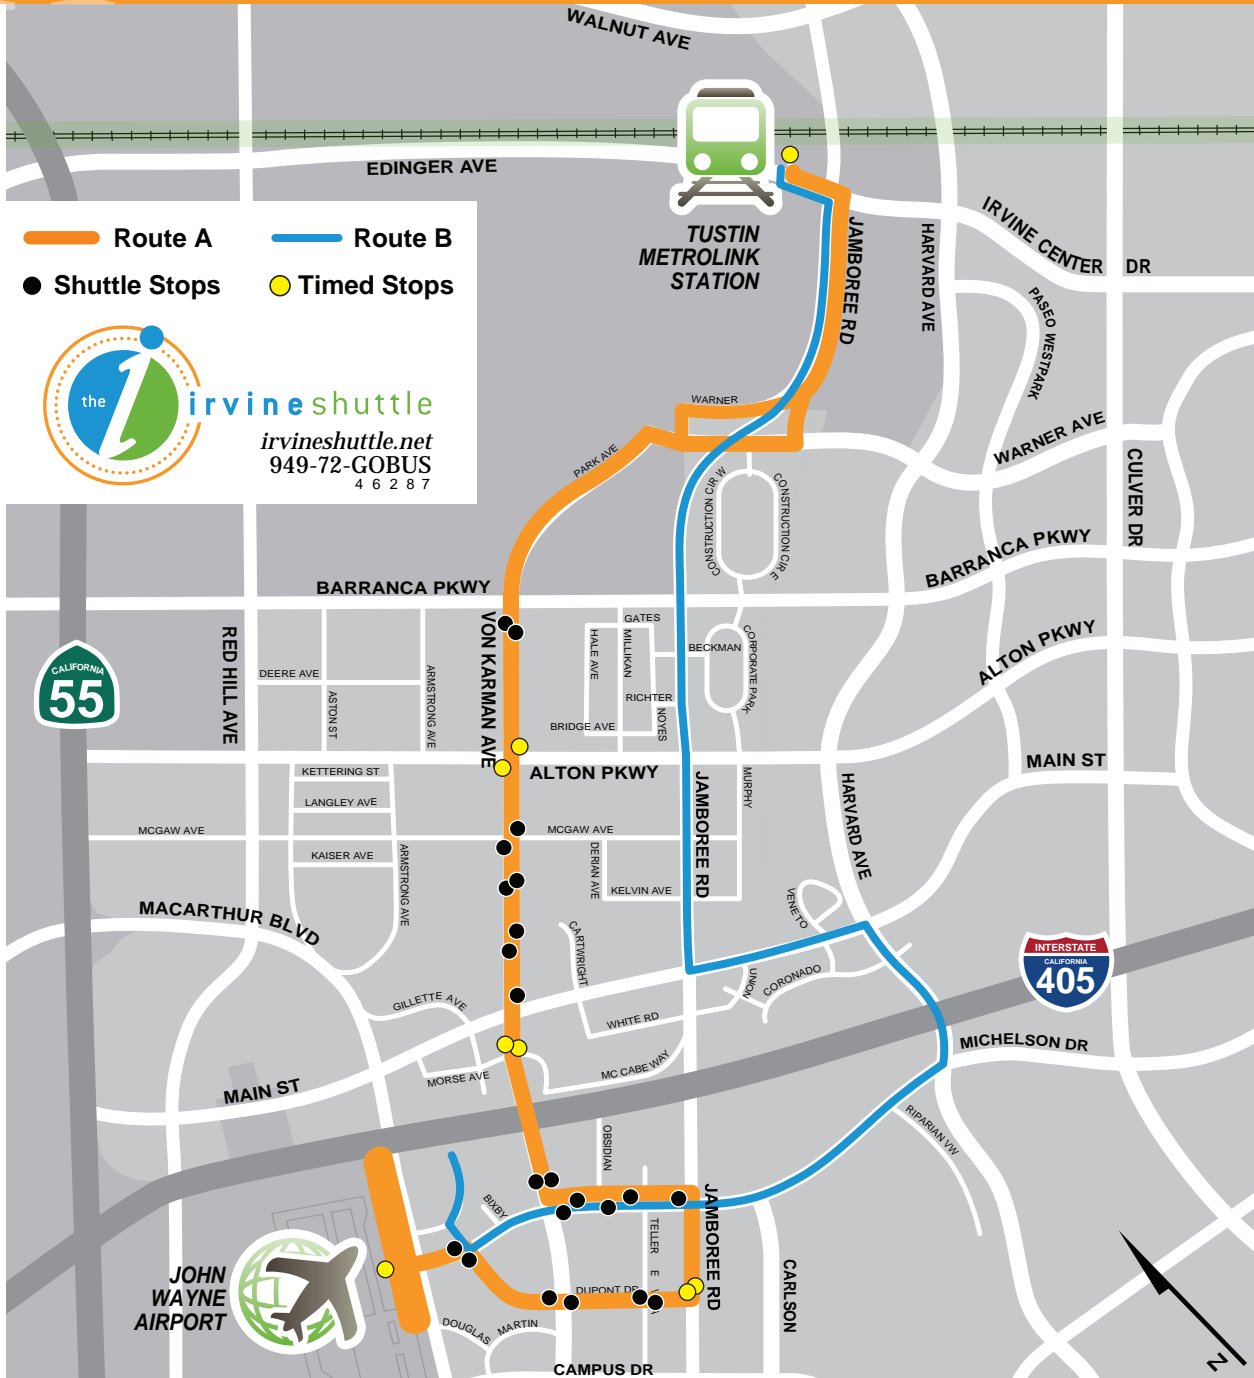 WALNUT AVE
EDINGER AVE
TUSTIN
METROLINK
STATION
JAMBOREE RD
HARVARD AVE
IRVINE CENTER DR
PASEO WESTPARK
Route A
Route B
Shuttle Stops
Timed Stops
the i irvineshuttle
irvineshuttle.net
949-72-GOBUS
4 6 2 8 7
WARNER
PARK AVE
WARNER AVE
CULVER DR
CONSTRUCTION CIR W
CONSTRUCTION CIR E
BARRANCA PKWY
BARRANCA PKWY
CALIFORNIA
55
RED HILL AVE
VON KARMAN AVE
DEERE AVE
ASTON ST
ARMSTRONG AVE
GATES
HALE AVE
MILLIKAN
BECKMAN
CORPORATE PARK
RICHTER
NOYES
BRIDGE AVE
ALTON PKWY
ALTON PKWY
MAIN ST
KETTERING ST
LANGLEY AVE
MCGAW AVE
MCGAW AVE
KAISER AVE
ARMSTRONG AVE
DERIAN AVE
KELVIN AVE
JAMBOREE RD
MURPHY
HARVARD AVE
MACARTHUR BLVD
CARTWRIGHT
VENETO
UNION
CORONADO
INTERSTATE
CALIFORNIA
405
GILLETTE AVE
WHITE RD
MICHELSON DR
MORSE AVE
MC CABE WAY
MAIN ST
RIPARIAN VW
OBSIDIAN
BIXBY
TELLER E
JAMBOREE RD
JOHN
WAYNE
AIRPORT
DUPONT DR
DOUGLAS
MARTIN
CARLSON
CAMPUS DR
N